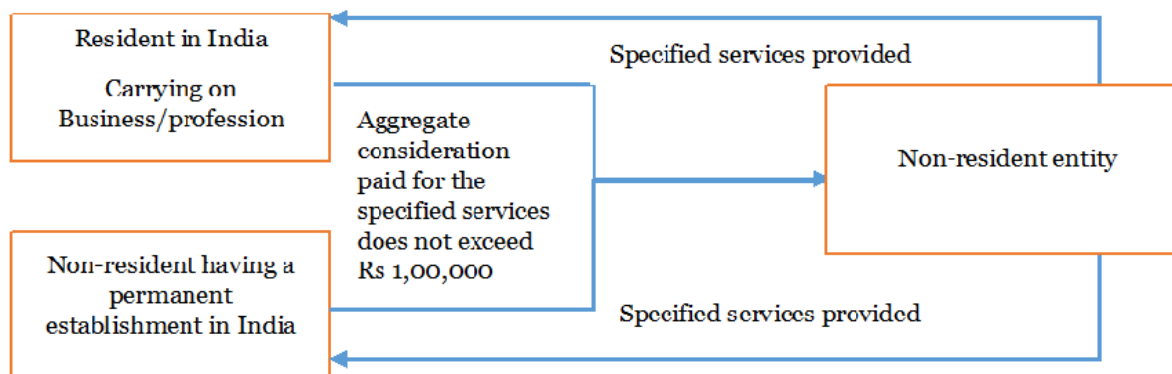 Resident in India
Carrying on
Business/profession
Specified services provided
Aggregate
consideration
paid for the
specified services
does not exceed
Rs 1,00,000
Non-resident entity
Non-resident having a
permanent
establishment in India
Specified services provided